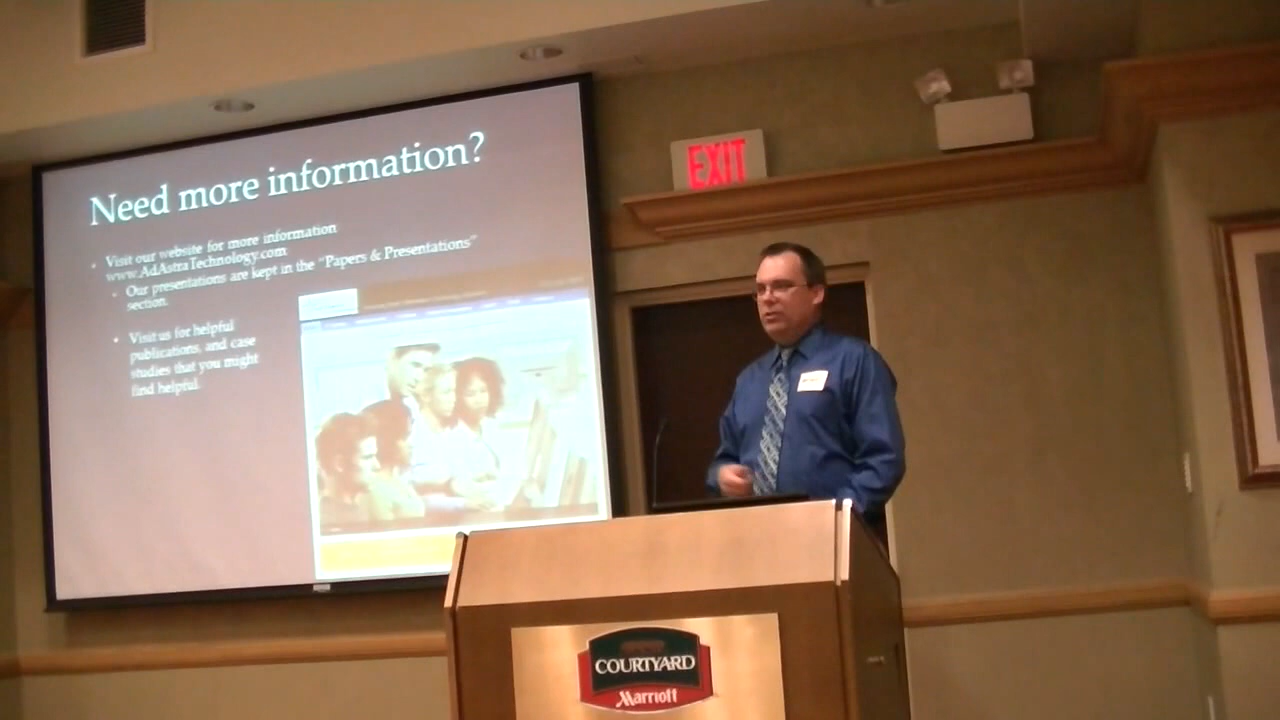 Need more information?
Visit our website for more information
www.AdAstraTechnology.com
Our presentations are kept in the "Papers & Presentations"
section.
Visit us for helpful
publications, and case
studies that you might
find helpful.
EXIT
COURTYARD
Marriott